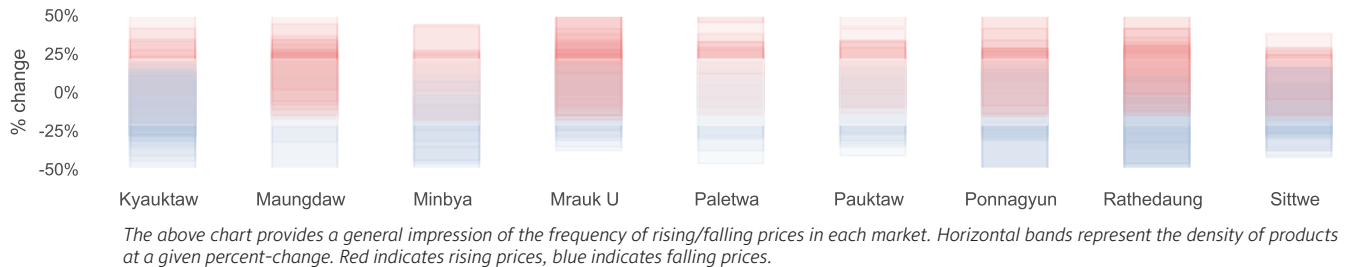 50%
25%
0%
-25%
-50%
% change
Kyauktaw Maungdaw Minbya Mrauk U Paletwa Pauktaw Ponnagyun Rathedaung Sittwe
The above chart provides a general impression of the frequency of rising/falling prices in each market. Horizontal bands represent the density of products
at a given percent-change. Red indicates rising prices, blue indicates falling prices.